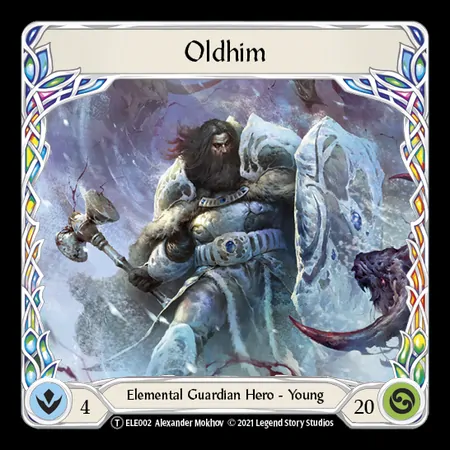 Oldhim
4 Elemental Guardian Hero - Young 20
T ELE002 Alexander Mokhov © 2021 Legend Story Studios